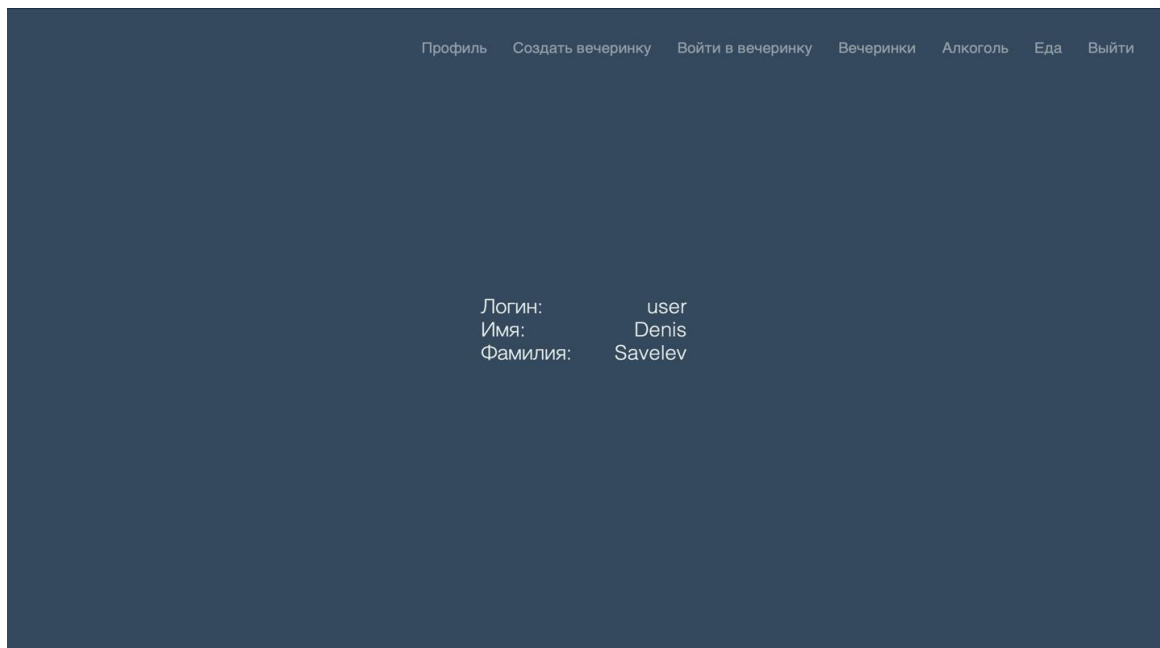 Профиль Создать вечеринку Войти в вечеринку Вечеринки Алкоголь Еда Выйти
Логин: user
Имя: Denis
Фамилия: Savelev